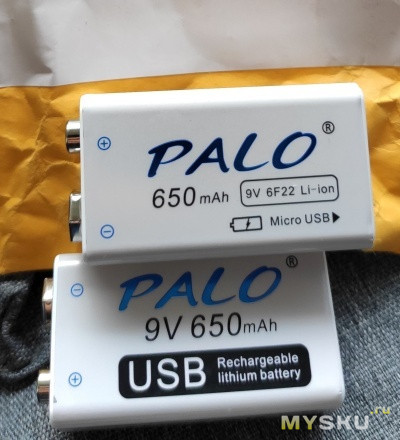 PALO®
650 mAh 9V 6F22 Li-ion
Micro USB
PALO®
9V 650mAh
USB Rechargeable
lithium battery
MYSKU.ru